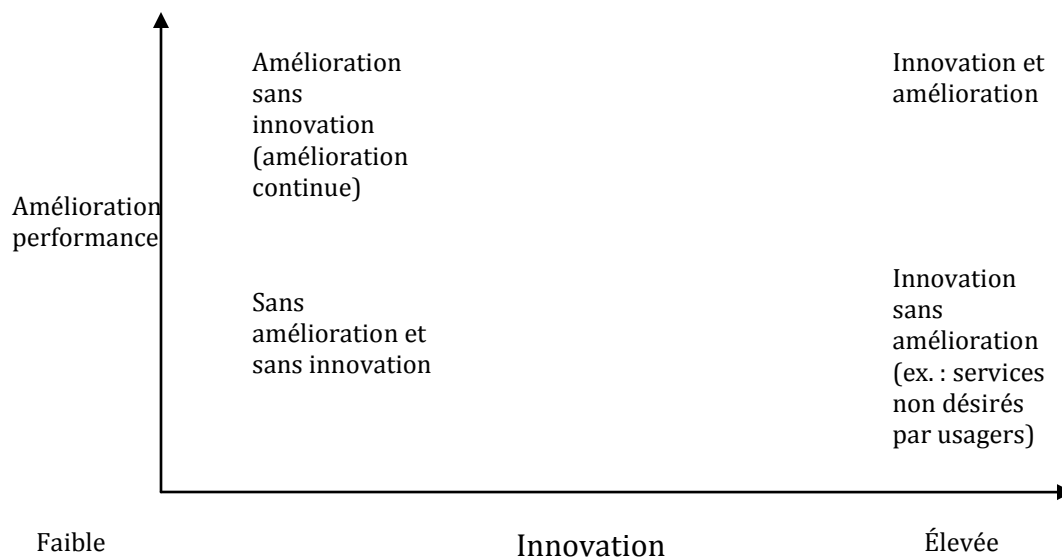 Amélioration
sans
innovation
(amélioration
continue)
Innovation et
amélioration
Amélioration
performance
Sans
amélioration et
sans innovation
Innovation
sans
amélioration
(ex. : services
non désirés
par usagers)
Faible
Innovation
Élevée